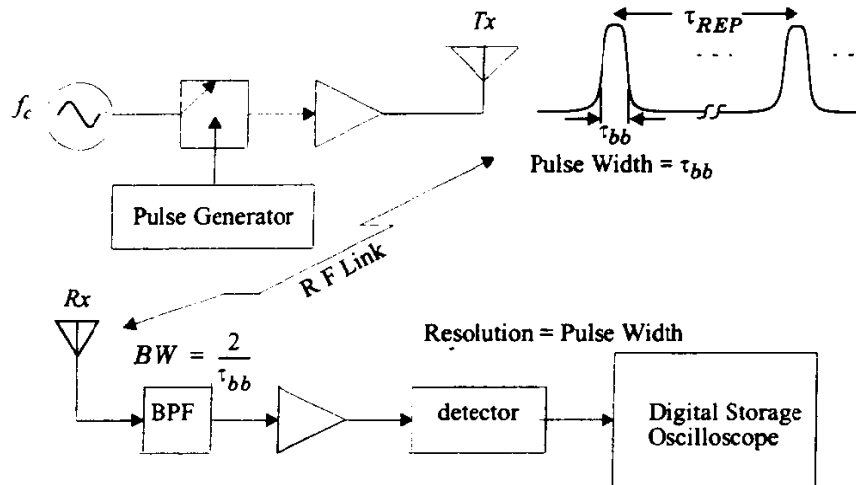 Tx
τ_REP
f_c
τ_bb
Pulse Width = τ_bb
Pulse Generator
R F Link
Rx
BW = 2/τ_bb
Resolution = Pulse Width
BPF
detector
Digital Storage
Oscilloscope